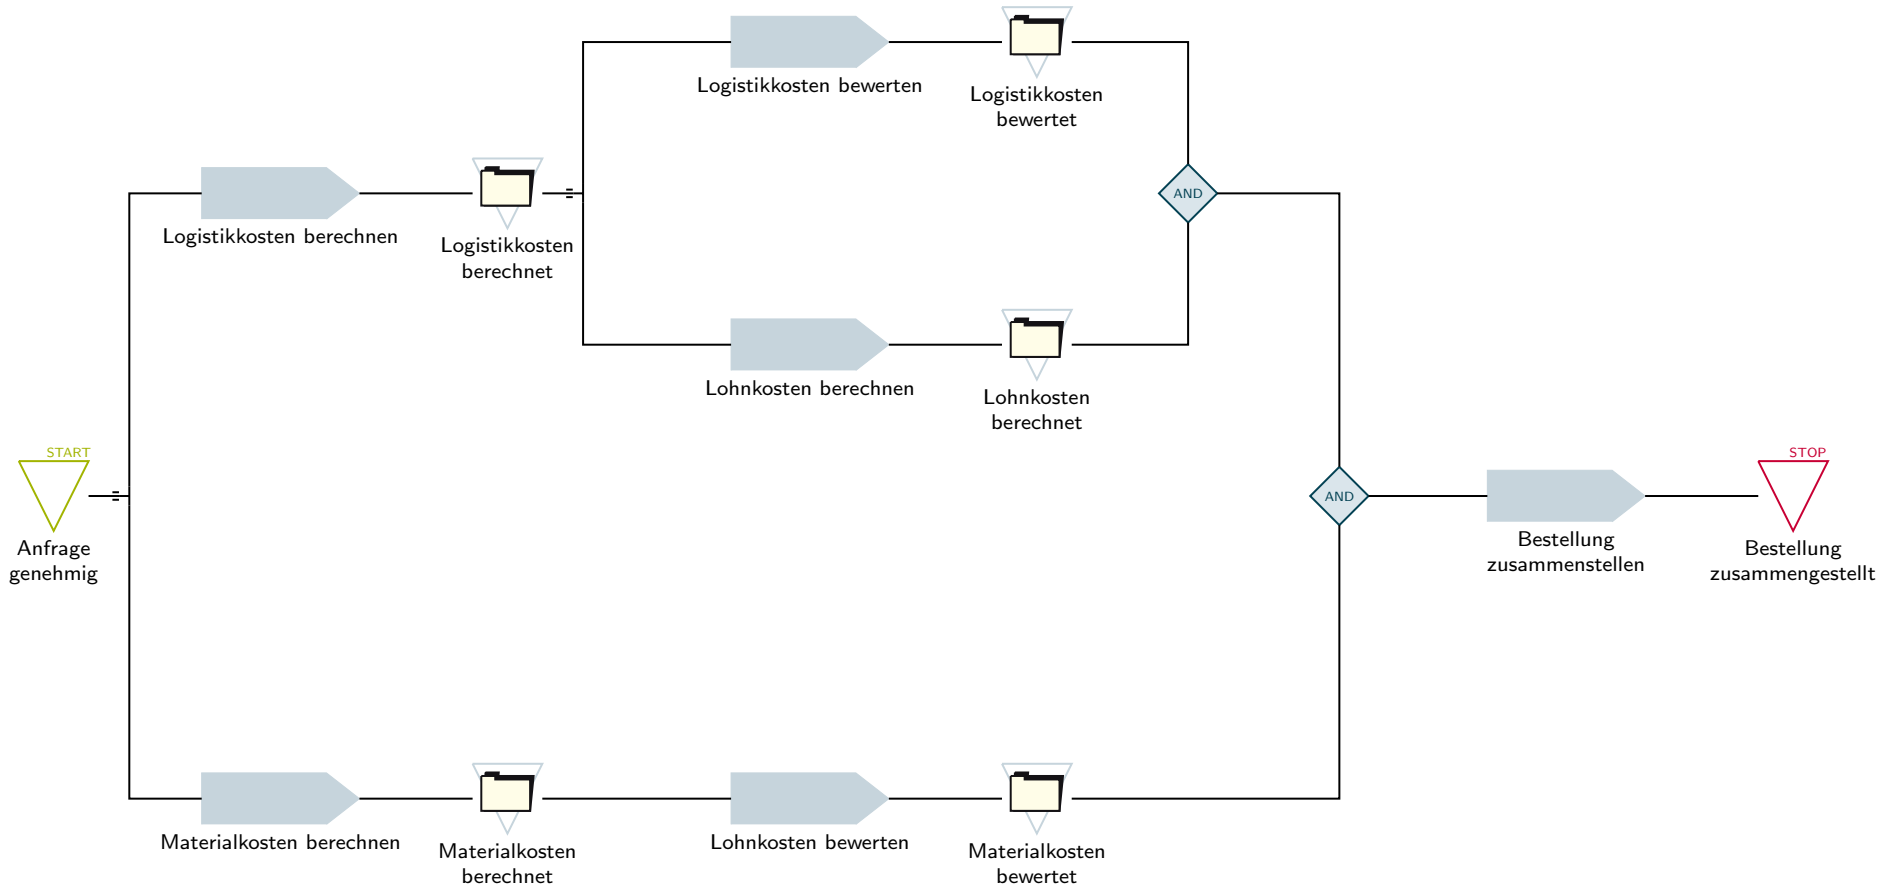 Logistikkosten bewerten
Logistikkosten
bewertet
AND
Logistikkosten berechnen
Logistikkosten
berechnet
Lohnkosten berechnen
Lohnkosten
berechnet
START
Anfrage
genehmig
AND
Bestellung
zusammenstellen
STOP
Bestellung
zusammengestellt
Materialkosten berechnen
Materialkosten
berechnet
Lohnkosten bewerten
Materialkosten
bewertet